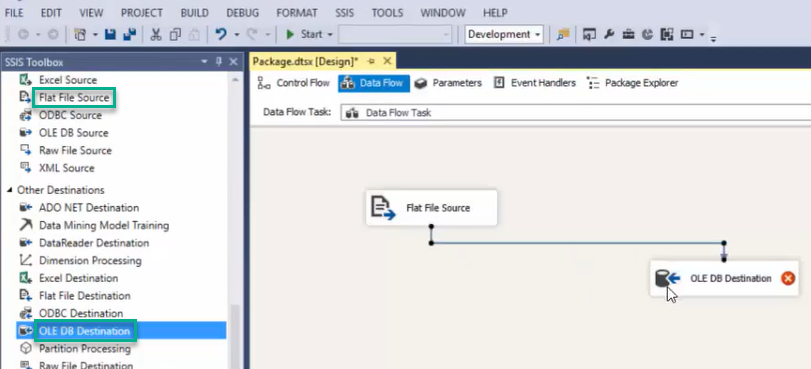 FILE EDIT VIEW PROJECT BUILD DEBUG FORMAT SSIS TOOLS WINDOW HELP
Start Development
SSIS Toolbox
Package.dtsx [Design]*
Excel Source
Control Flow Data Flow Parameters Event Handlers Package Explorer
Flat File Source
ODBC Source
Data Flow Task: Data Flow Task
OLE DB Source
Raw File Source
XML Source
Other Destinations
ADO NET Destination
Data Mining Model Training
DataReader Destination
Dimension Processing
Excel Destination
Flat File Destination
ODBC Destination
OLE DB Destination
Partition Processing
Raw File Destination
Flat File Source
OLE DB Destination